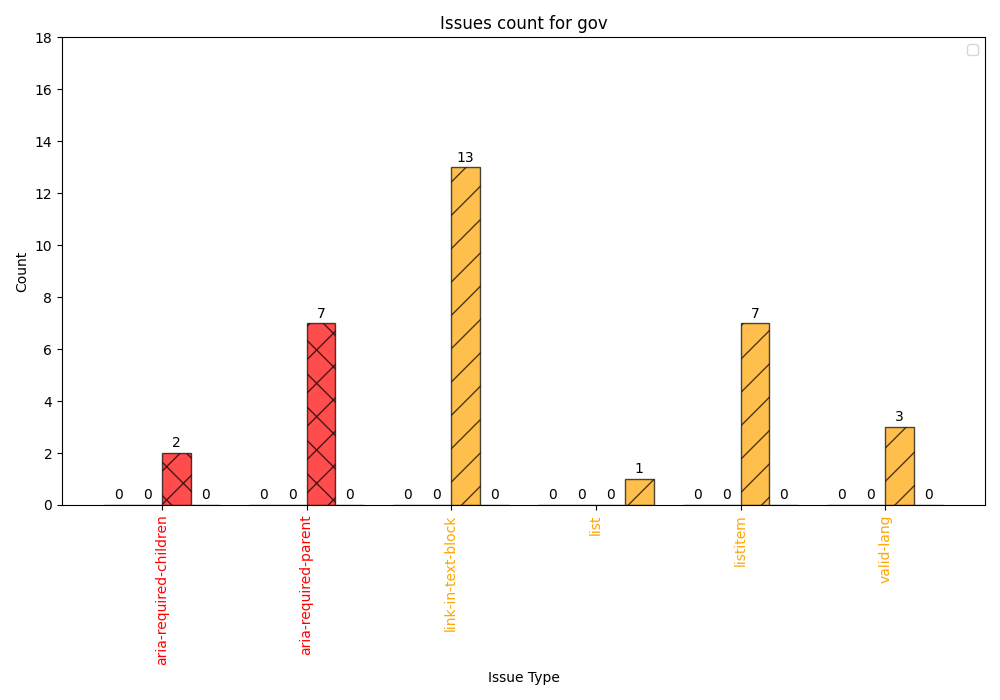 Issues count for gov
18
16
14
12
10
8
6
4
2
0
Count
0 0 2 0
0 0 7 0
0 0 13 0
0 0 0 1
0 0 7 0
0 0 3 0
aria-required-children
aria-required-parent
link-in-text-block
list
listitem
valid-lang
Issue Type